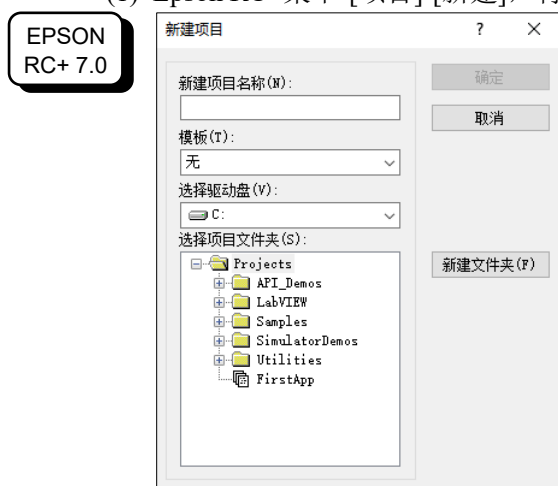 EPSON
RC+ 7.0
新建项目 ? ×
新建项目名称(N):
确定
取消
模板(T):
无
选择驱动盘(V):
C:
选择项目文件夹(S):
新建文件夹(F)
Projects
API_Demos
LabVIEW
Samples
SimulatorDemos
Utilities
FirstApp